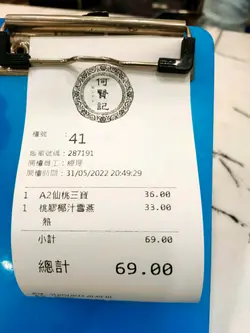 何賢記
檯號: 41
賬單號碼: 287191
開檯員工: 經理
開檯時間: 31/05/2022 20:49:29
1 A2仙桃三寶 36.00
1 桃膠椰汁雪燕 33.00
熱
小計 69.00
總計 69.00